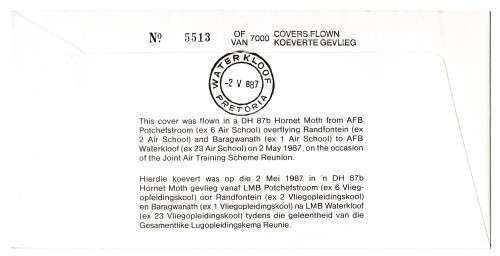 No. 5513 OF 7000 COVERS FLOWN
VAN KOEVERTE GEVLIEG
WATERKLOOF
-2 V 87
PRETORIA
This cover was flown in a DH 87b Hornet Moth from AFB
Potchefstroom (ex 6 Air School) overflying Randfontein (ex
2 Air School) and Baragwanath (ex 1 Air School) to AFB
Waterkloof (ex 23 Air School) on 2 May 1987, on the occasion
of the Joint Air Training Scheme Reunion.
Hierdie koevert was op die 2 Mei 1987 in 'n DH 87b
Hornet Moth gevlieg vanaf LMB Potchefstroom (ex 6 Vlieg-
opleidingskool) oor Randfontein (ex 2 Vliegopleidingskool)
en Baragwanath (ex 1 Vliegopleidingskool) na LMB Waterkloof
(ex 23 Vliegopleidingskool) tydens die geleentheid van die
Gesamentlike Lugopleidingskema Reunie.